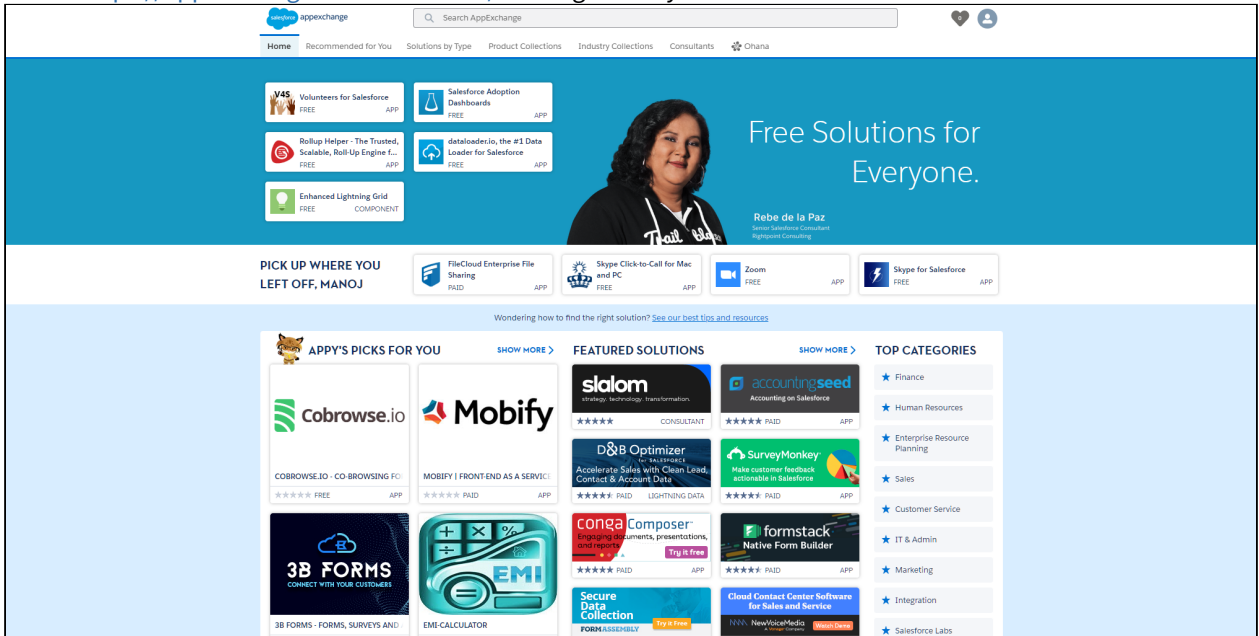 salesforce appexchange
Search AppExchange
0
Home Recommended for You Solutions by Type Product Collections Industry Collections Consultants Ohana
V4S
Volunteers for Salesforce
FREE APP
Salesforce Adoption
Dashboards
FREE APP
Rollup Helper - The Trusted,
Scalable, Roll-Up Engine f...
FREE APP
dataloader.io, the #1 Data
Loader for Salesforce
FREE APP
Enhanced Lightning Grid
FREE COMPONENT
Free Solutions for
Everyone.
Rebe de la Paz
Senior Salesforce Consultant
Rightpoint Consulting
PICK UP WHERE YOU
LEFT OFF, MANOJ
FileCloud Enterprise File
Sharing
PAID APP
Skype Click-to-Call for Mac
and PC
FREE APP
Zoom
FREE APP
Skype for Salesforce
FREE APP
Wondering how to find the right solution? See our best tips and resources
APPY'S PICKS FOR YOU SHOW MORE
Cobrowse.io
COBROWSE.IO - CO-BROWSING FO
FREE APP
Mobify
MOBIFY | FRONT-END AS A SERVICE
PAID APP
3B FORMS
CONNECT WITH YOUR CUSTOMERS
3B FORMS - FORMS, SURVEYS AND
+ × %
÷
EMI
EMI-CALCULATOR
FEATURED SOLUTIONS SHOW MORE
slalom
strategy. technology. transformation.
CONSULTANT
accountingseed
Accounting on Salesforce
PAID APP
D&B Optimizer
for SALESFORCE
Accelerate Sales with Clean Lead,
Contact & Account Data
PAID LIGHTNING DATA
SurveyMonkey
Make customer feedback
actionable in Salesforce
PAID APP
conga Composer
Engaging documents, presentations,
and reports
Try it free
PAID APP
formstack
Native Form Builder
PAID APP
Secure
Data
Collection
FORMASSEMBLY
Try it Free
Cloud Contact Center Software
for Sales and Service
NewVoiceMedia
A Vonage Company
Watch Demo
TOP CATEGORIES
Finance
Human Resources
Enterprise Resource
Planning
Sales
Customer Service
IT & Admin
Marketing
Integration
Salesforce Labs